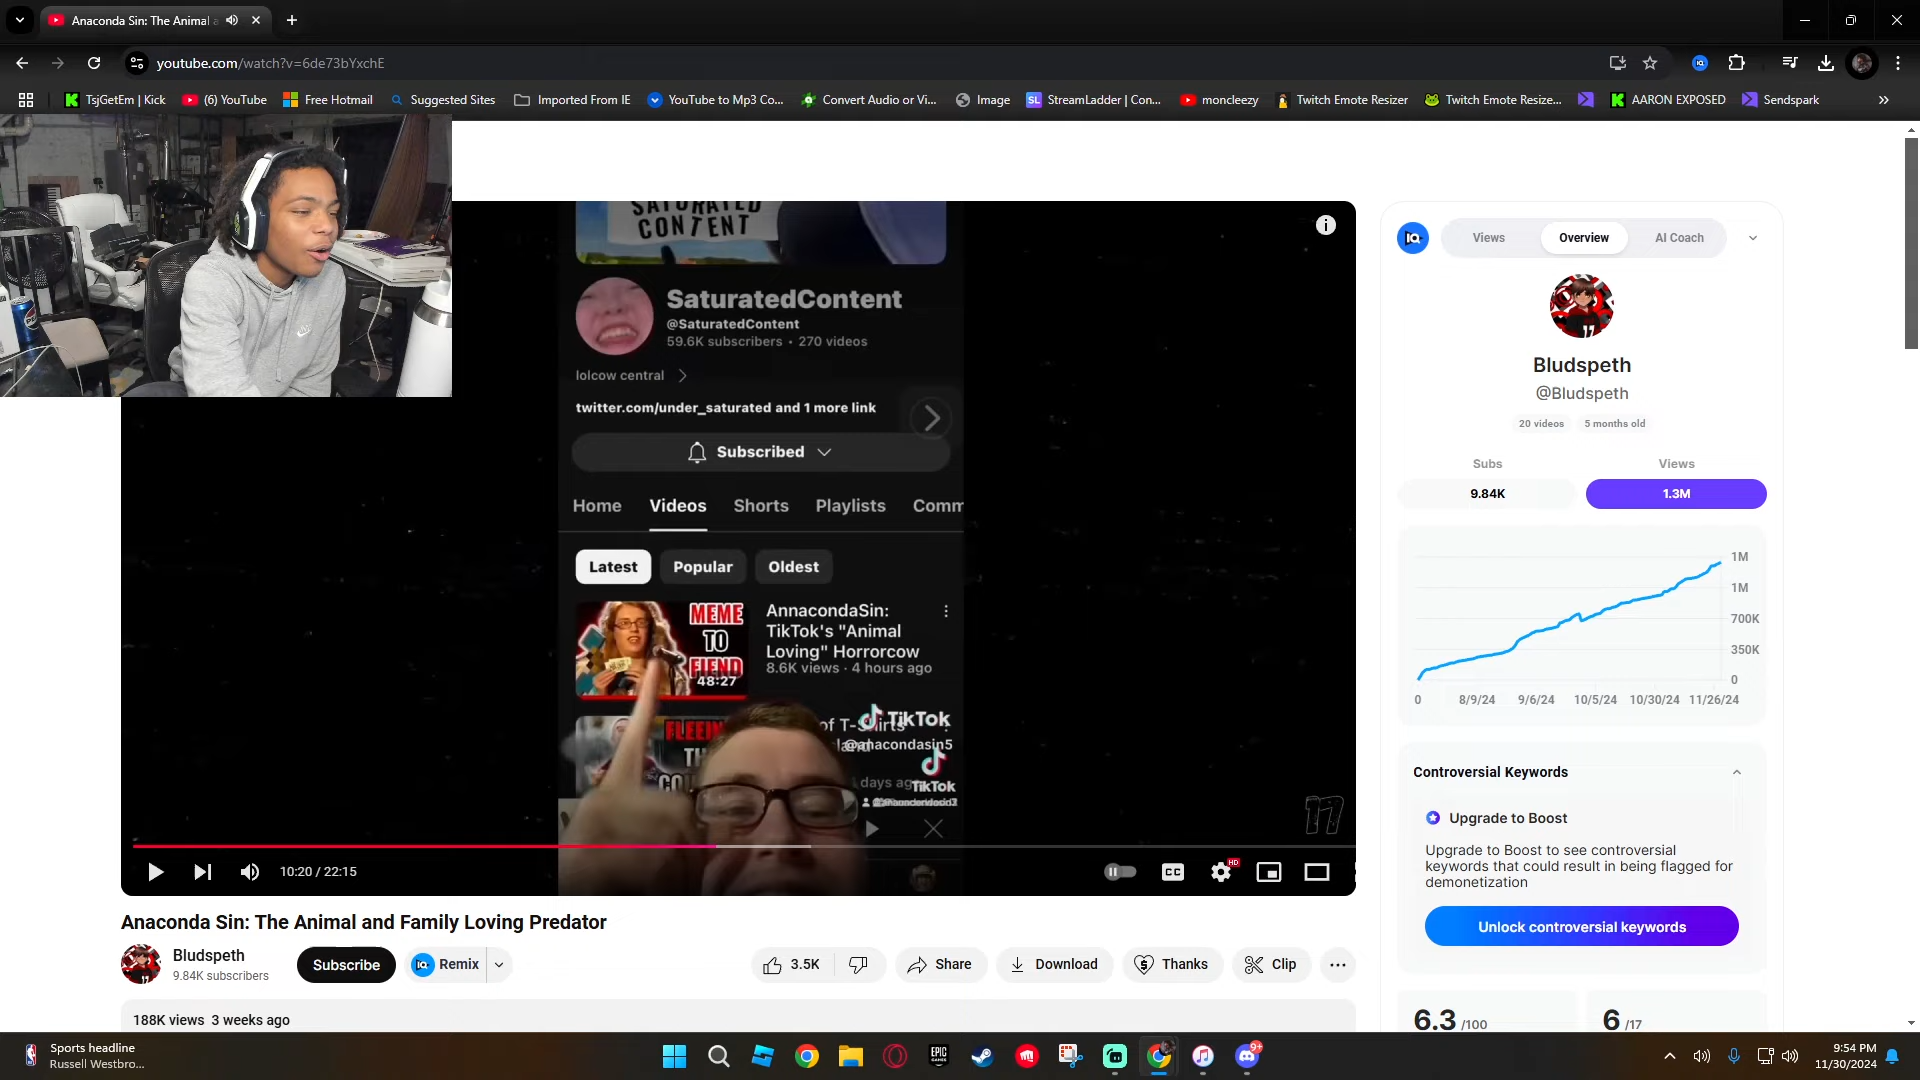 Anaconda Sin: The Animal a
youtube.com/watch?v=6de73bYxchE
TsjGetEm | Kick
(6) YouTube
Free Hotmail
Suggested Sites
Imported From IE
YouTube to Mp3 Co...
Convert Audio or Vi...
Image
SL
StreamLadder | Con...
moncleezy
Twitch Emote Resizer
Twitch Emote Resize...
AARON EXPOSED
Sendspark
SATURATED
CONTENT
SaturatedContent
@SaturatedContent
59.6K subscribers • 270 videos
lolcow central
twitter.com/under_saturated and 1 more link
Subscribed
Home
Videos
Shorts
Playlists
Comm
Latest
Popular
Oldest
MEME
TO
FIEND
48:27
AnnacondaSin:
TikTok's "Animal
Loving" Horrorcow
8.6K views · 4 hours ago
of T-Shirts
TikTok
@anacondasin5
days ago
TikTok
17
10:20 / 22:15
CC
HD
Anaconda Sin: The Animal and Family Loving Predator
Bludspeth
9.84K subscribers
Subscribe
Remix
3.5K
Share
Download
Thanks
Clip
188K views 3 weeks ago
Views
Overview
AI Coach
Bludspeth
@Bludspeth
20 videos
5 months old
Subs
Views
9.84K
1.3M
1M
1M
700K
350K
0
0
8/9/24
9/6/24
10/5/24
10/30/24
11/26/24
Controversial Keywords
Upgrade to Boost
Upgrade to Boost to see controversial
keywords that could result in being flagged for
demonetization
Unlock controversial keywords
6.3 /100
6 /17
Sports headline
Russell Westbro...
EPIC
GAMES
9+
9:54 PM
11/30/2024